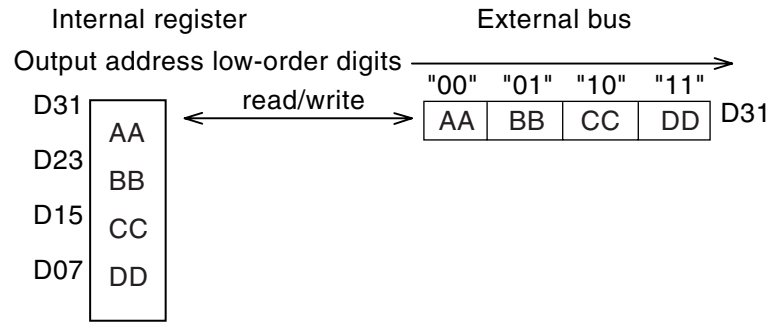 Internal register External bus
Output address low-order digits
"00" "01" "10" "11"
D31 read/write AA BB CC DD D31
AA
D23
BB
D15
CC
D07 DD